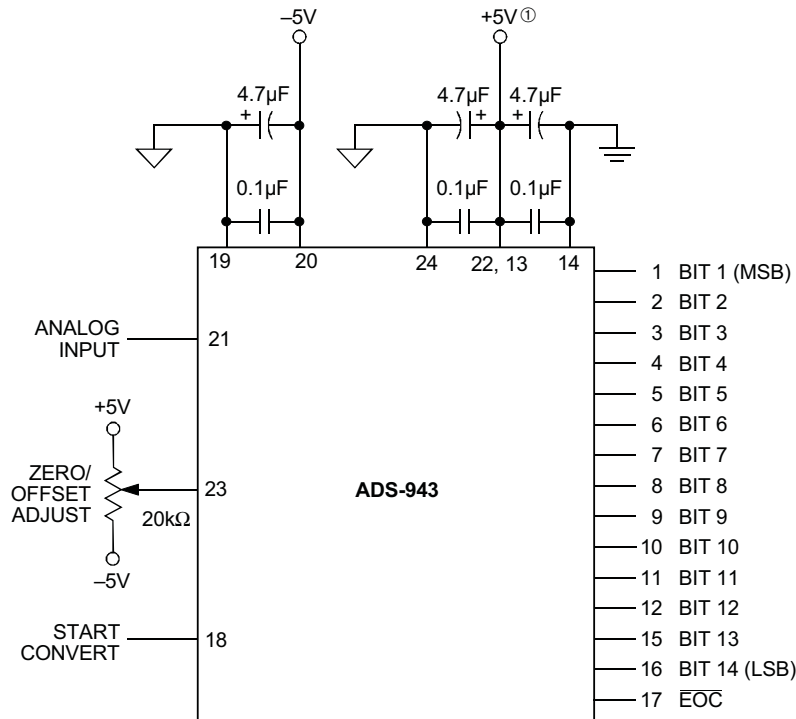 –5V
+5V ①
4.7µF
4.7µF
4.7µF
+
+
+
0.1µF
0.1µF
0.1µF
19
20
24
22, 13
14
ANALOG
INPUT
21
+5V
ZERO/
OFFSET
ADJUST
20kΩ
23
–5V
START
CONVERT
18
ADS-943
1 BIT 1 (MSB)
2 BIT 2
3 BIT 3
4 BIT 4
5 BIT 5
6 BIT 6
7 BIT 7
8 BIT 8
9 BIT 9
10 BIT 10
11 BIT 11
12 BIT 12
15 BIT 13
16 BIT 14 (LSB)
17 E̅O̅C̅